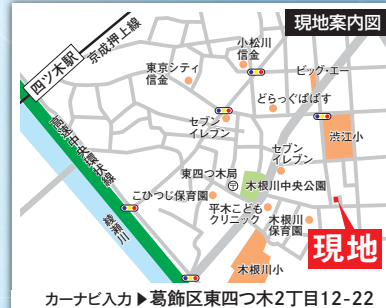 現地案内図
四ツ木駅
京成押上線
小松川
信金
東京シティ
信金
ビッグ・エー
どらっぐぱぱす
セブン
イレブン
渋江小
高速中央環状線
綾瀬川
東四つ木局
セブン
イレブン
こひつじ保育園
木根川中央公園
平木こども
クリニック
木根川
保育園
現地
木根川小
カーナビ入力▶葛飾区東四つ木2丁目12-22